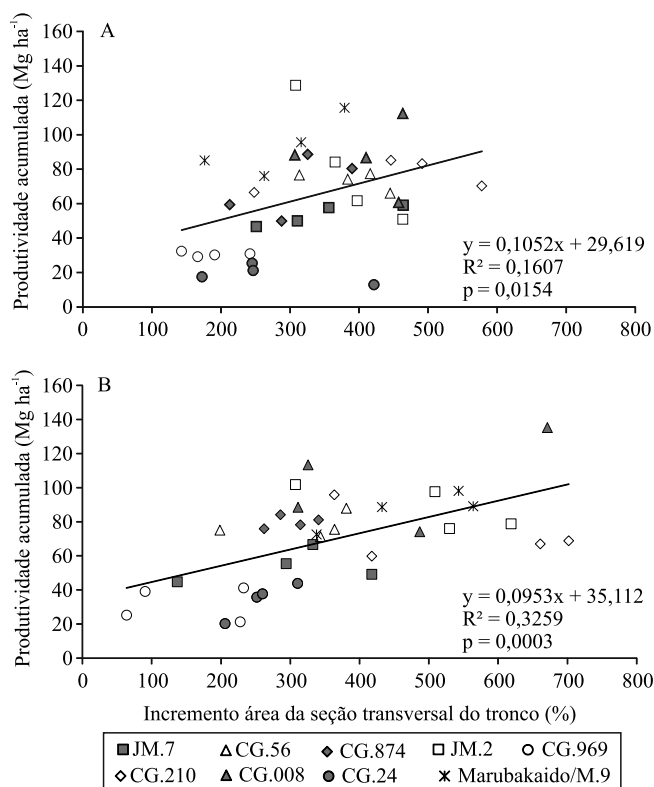 A
Produtividade acumulada (Mg ha⁻¹)
160
140
120
100
80
60
40
20
0
y = 0,1052x + 29,619
R² = 0,1607
p = 0,0154
0 100 200 300 400 500 600 700 800
B
Produtividade acumulada (Mg ha⁻¹)
160
140
120
100
80
60
40
20
0
y = 0,0953x + 35,112
R² = 0,3259
p = 0,0003
0 100 200 300 400 500 600 700 800
Incremento área da seção transversal do tronco (%)
JM.7 CG.56 CG.874 JM.2 CG.969
CG.210 CG.008 CG.24 Marubakaido/M.9